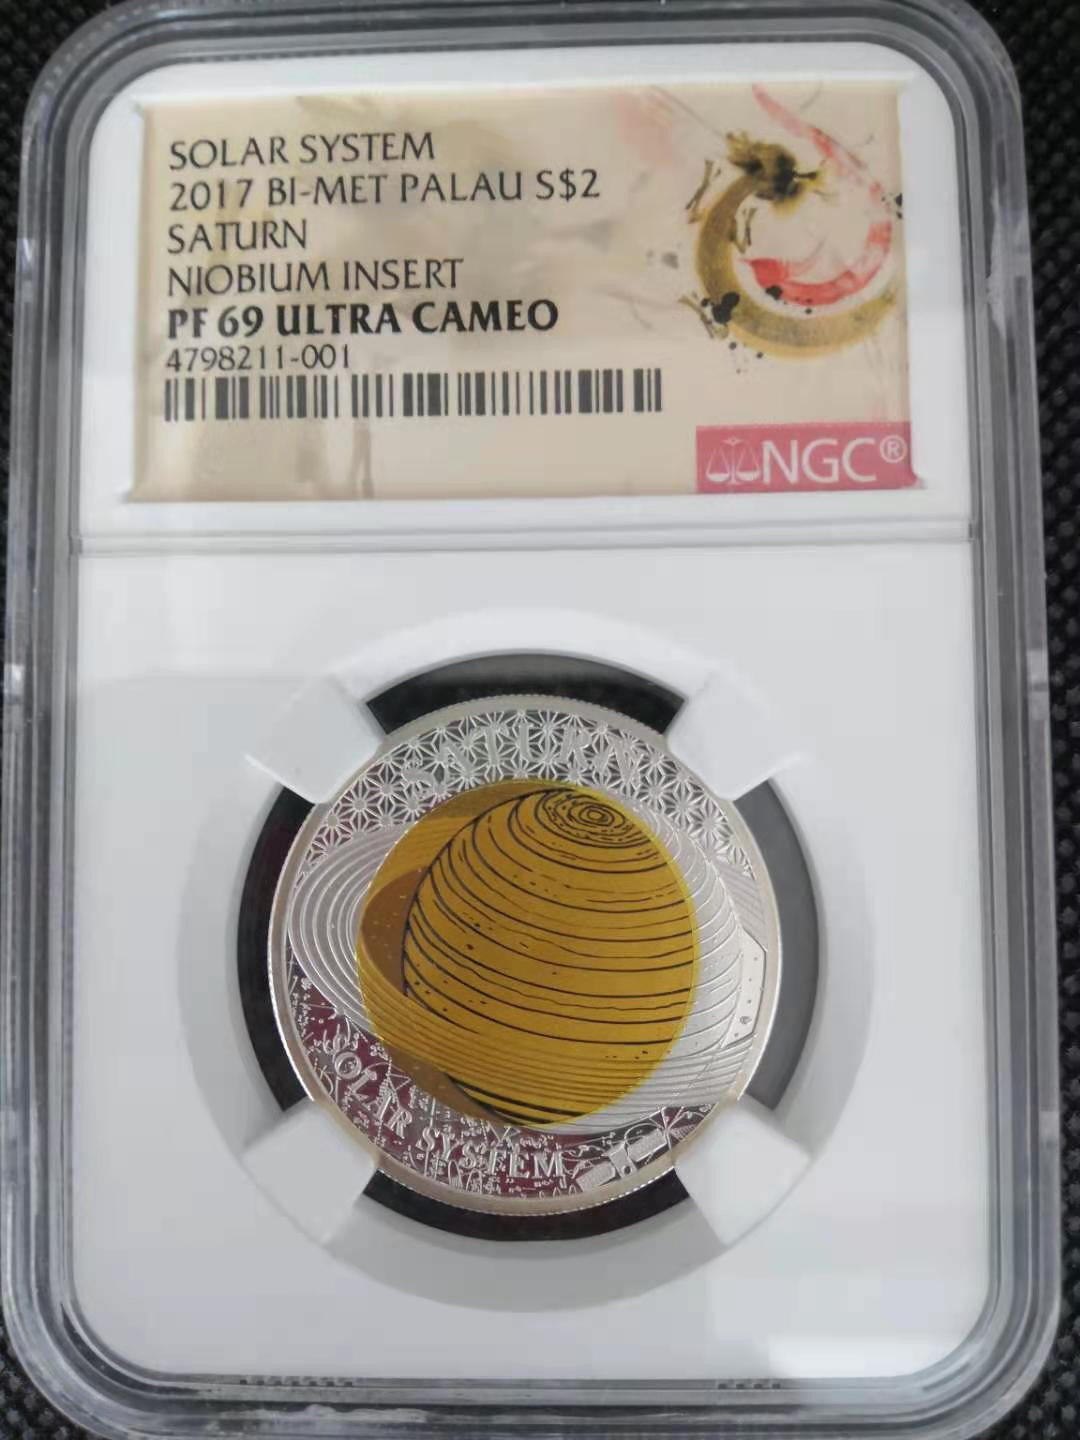 SOLAR SYSTEM
2017 BI-MET PALAU S$2
SATURN
NIOBIUM INSERT
PF 69 ULTRA CAMEO
4798211-001
NGC®
SATURN
SOLAR SYSTEM